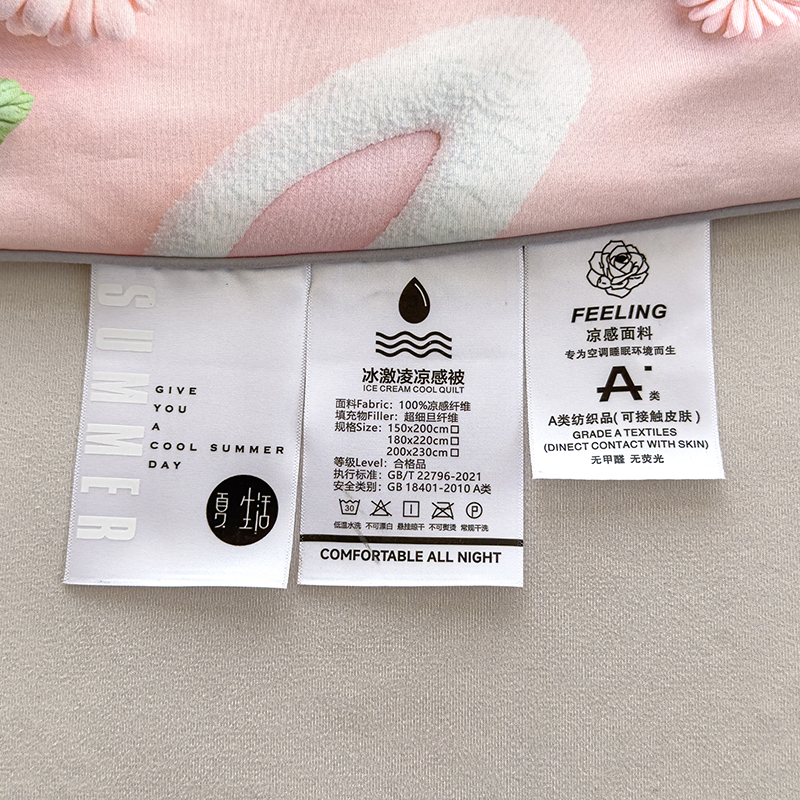 SUMMER
GIVE
YOU
A
COOL SUMMER
DAY
夏生活
冰激凌凉感被
ICE CREAM COOL QUILT
面料Fabric: 100%凉感纤维
填充物Filler: 超细旦纤维
规格Size: 150x200cm□
180x220cm□
200x230cm□
等级Level: 合格品
执行标准: GB/T 22796-2021
安全类别: GB 18401-2010 A类
30
P
低温水洗 不可漂白 悬挂晾干 不可熨烫 常规干洗
COMFORTABLE ALL NIGHT
FEELING
凉感面料
专为空调睡眠环境而生
A类
A类纺织品(可接触皮肤)
GRADE A TEXTILES
(DINECT CONTACT WITH SKIN)
无甲醛 无荧光